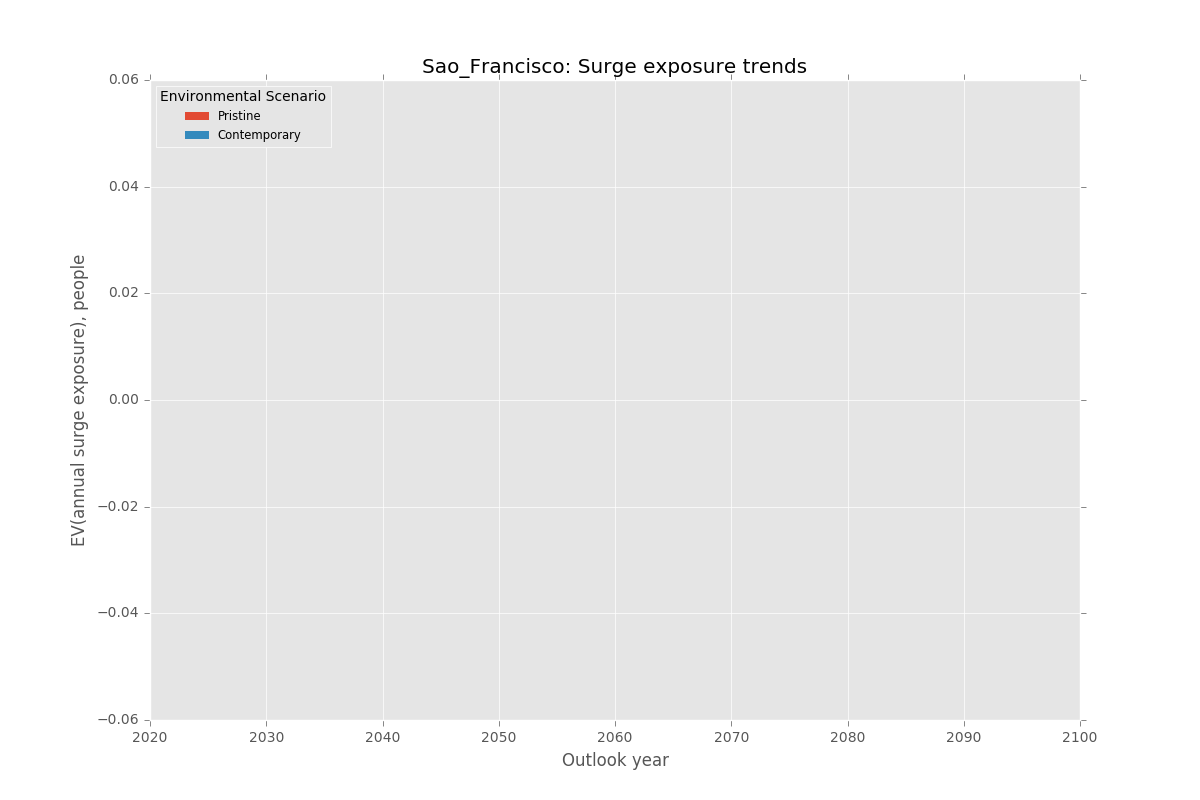 Sao_Francisco: Surge exposure trends
Environmental Scenario
Pristine
Contemporary
EV(annual surge exposure), people
0.06
0.04
0.02
0.00
−0.02
−0.04
−0.06
2020 2030 2040 2050 2060 2070 2080 2090 2100
Outlook year